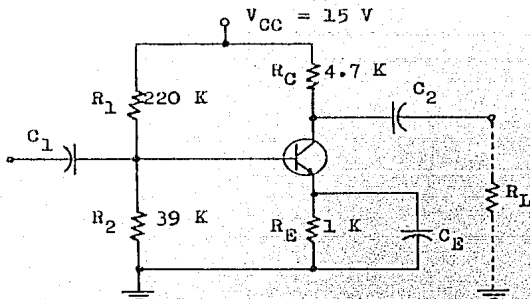 V_CC = 15 V
R_C 4.7 K
R_1 220 K
C_2
C_1
R_L
R_2 39 K
R_E 1 K
C_E